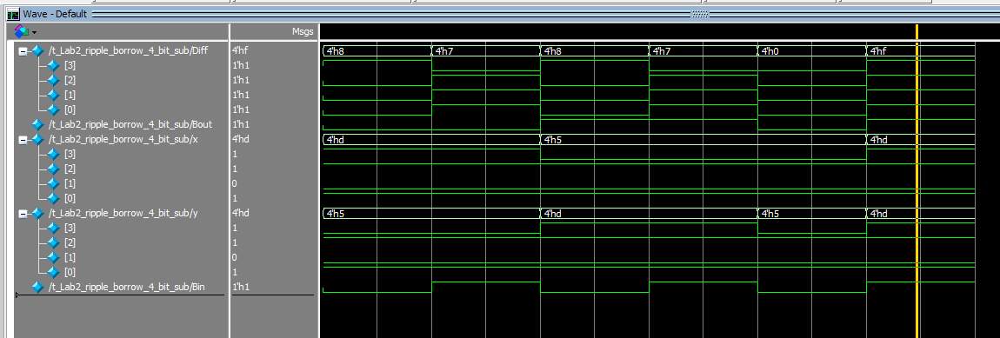 Wave - Default
Msgs
/t_Lab2_ripple_borrow_4_bit_sub/Diff 4'hf 4'h8 4'h7 4'h8 4'h7 4'h0 4'hf
[3] 1'h1
[2] 1'h1
[1] 1'h1
[0] 1'h1
/t_Lab2_ripple_borrow_4_bit_sub/Bout 1'h1
/t_Lab2_ripple_borrow_4_bit_sub/x 4'hd 4'hd 4'h5 4'hd
[3] 1
[2] 1
[1] 0
[0] 1
/t_Lab2_ripple_borrow_4_bit_sub/y 4'hd 4'h5 4'hd 4'h5 4'hd
[3] 1
[2] 1
[1] 0
[0] 1
/t_Lab2_ripple_borrow_4_bit_sub/Bin 1'h1